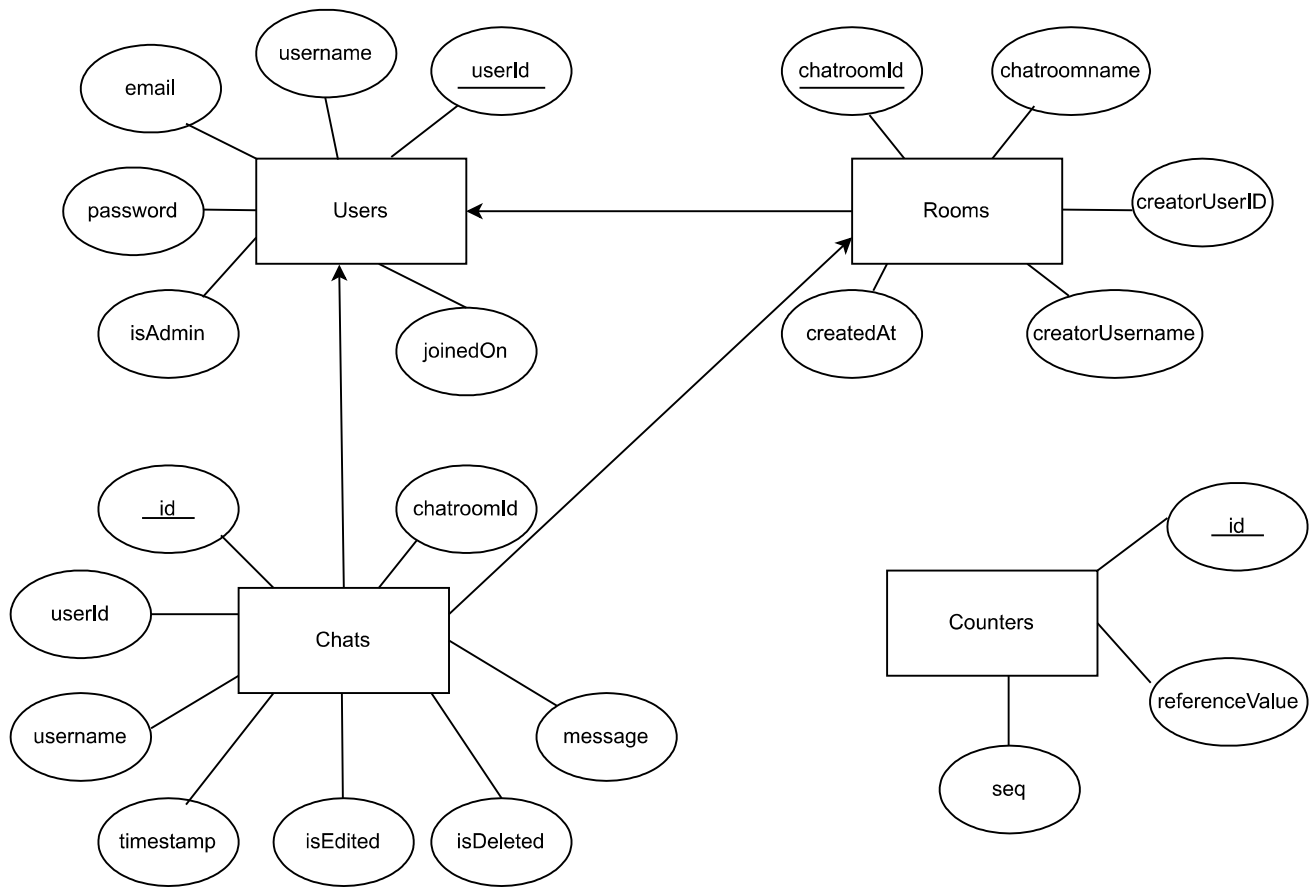 username
userId
email
password
Users
isAdmin
joinedOn
chatroomId
chatroomname
Rooms
creatorUserID
createdAt
creatorUsername
id
chatroomId
userId
Chats
username
message
timestamp
isEdited
isDeleted
id
Counters
referenceValue
seq